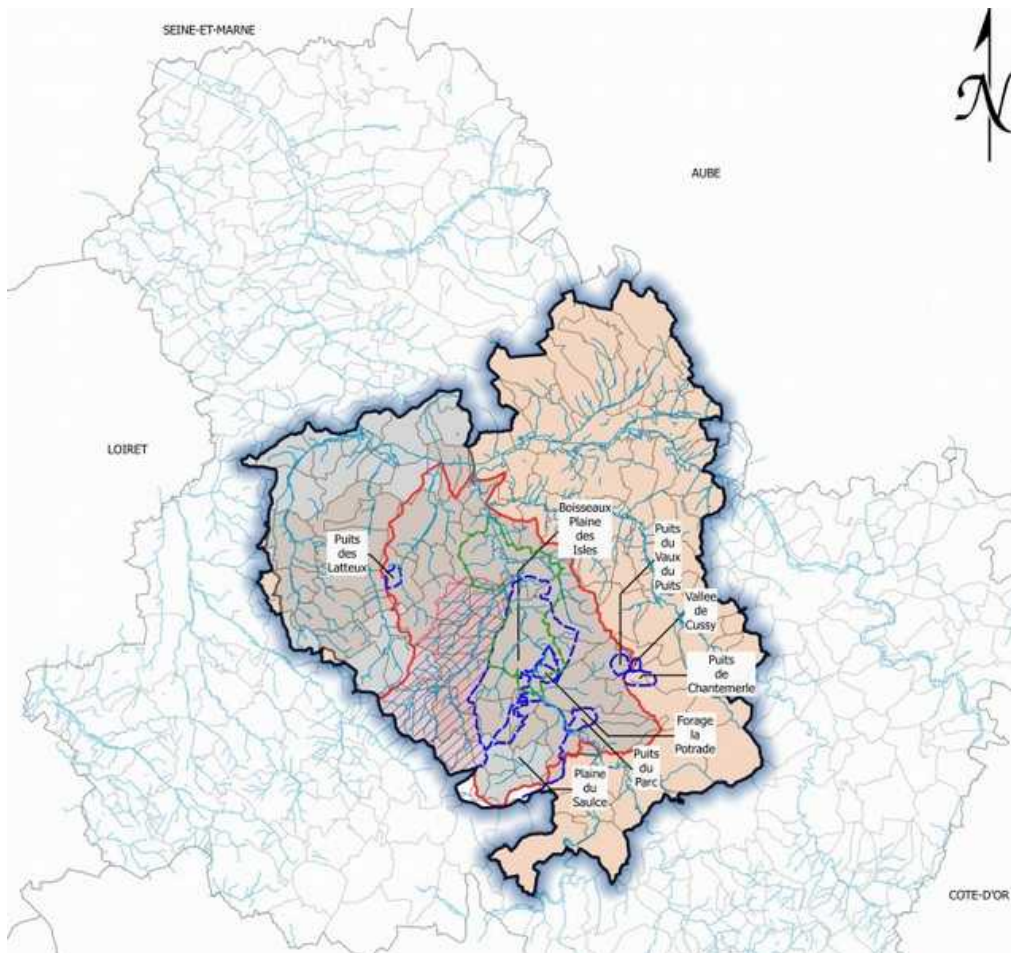 SEINE-ET-MARNE
N
AUBE
LOIRET
Boisseaux
Plaine
des
Isles
Puits
des
Latteux
Puits
du
Vaux
du
Puits
Vallee
de
Cussy
Puits
de
Chantemerle
Forage
la
Potrade
Puits
du
Parc
Plaine
du
Saulce
COTE-D'OR